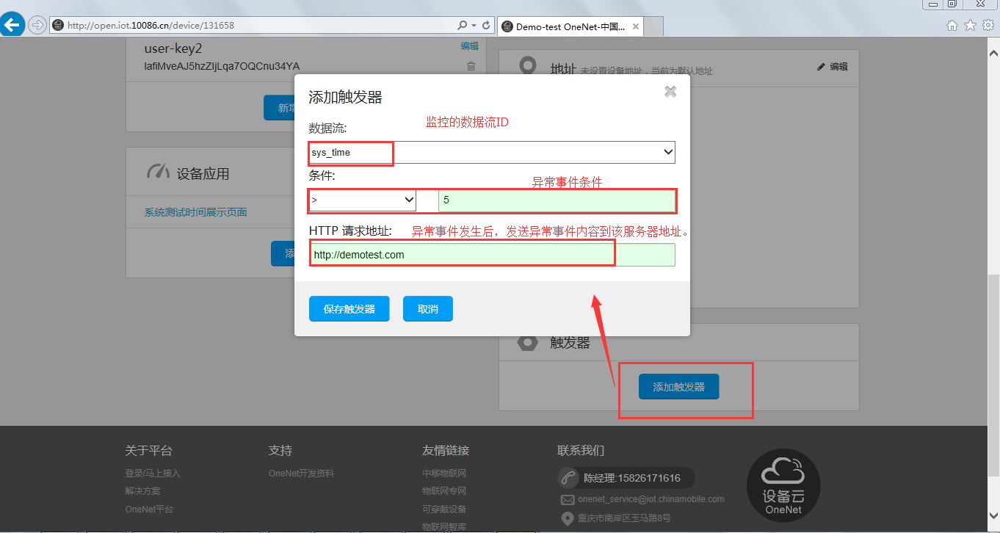 http://open.iot.10086.cn/device/131658
Demo-test OneNet-中国...
user-key2
编辑
IafiMveAJ5hzZIjLqa7OQCnu34YA
地址 未设置设备地址，当前为默认地址
编辑
新增
添加触发器
数据流:
监控的数据流ID
sys_time
设备应用
条件:
异常事件条件
>
5
系统测试时间展示页面
HTTP 请求地址:
异常事件发生后，发送异常事件内容到该服务器地址。
http://demotest.com
添
保存触发器
取消
触发器
添加触发器
关于平台
登录/马上接入
解决方案
OneNet平台
支持
OneNet开发资料
友情链接
中移物联网
物联网专网
可穿戴设备
物联网智库
联系我们
陈经理:15826171616
onenet_service@iot.chinamobile.com
重庆市南岸区玉马路8号
设备云
OneNet